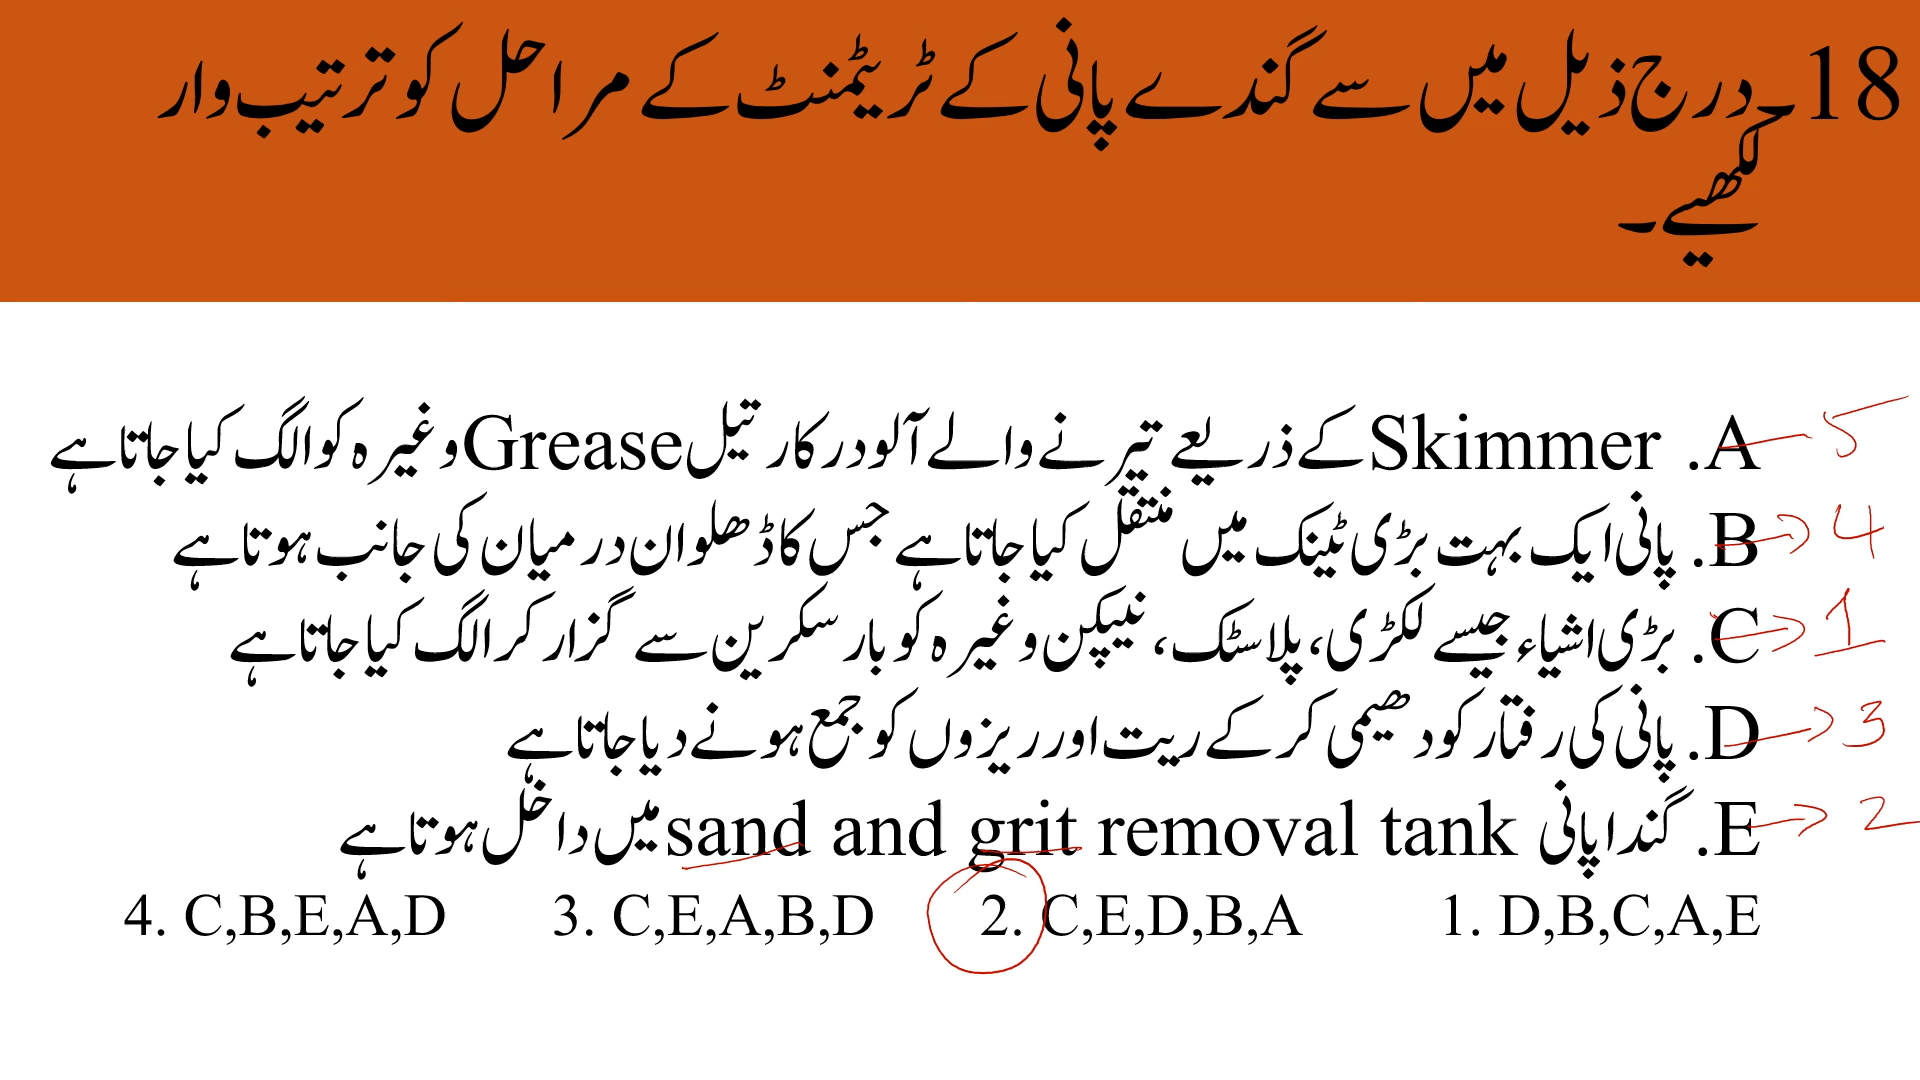 18۔درج ذیل میں سے گندے پانی کے ٹریٹمنٹ کے مراحل کو ترتیب وار
لکھیے۔
A. Skimmer کے ذریعے تیرنے والے آلودرکار تیل Grease وغیرہ کو الگ کیا جاتا ہے → 5
B. پانی ایک بہت بڑی ٹینک میں منتقل کیا جاتا ہے جس کا ڈھلوان درمیان کی جانب ہوتا ہے → 4
C. بڑی اشیاء جیسے لکڑی، پلاسٹک، نیپکن وغیرہ کو بار سکرین سے گزار کر الگ کیا جاتا ہے → 1
D. پانی کی رفتار کو دھیمی کر کے ریت اور ریزوں کو جمع ہونے دیا جاتا ہے → 3
E. گندا پانی sand and grit removal tank میں داخل ہوتا ہے → 2
1. D,B,C,A,E 2. C,E,D,B,A 3. C,E,A,B,D 4. C,B,E,A,D